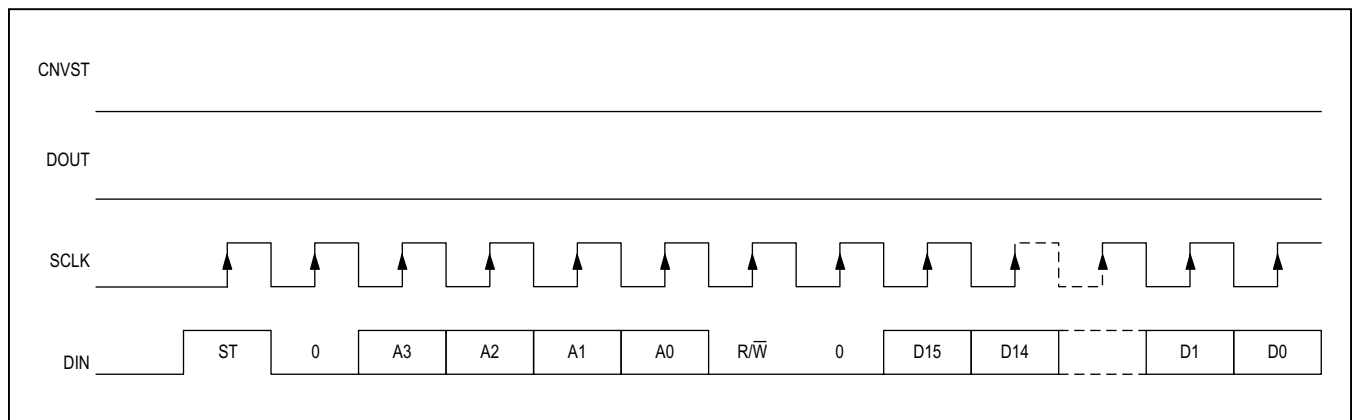 CNVST
DOUT
SCLK
DIN ST 0 A3 A2 A1 A0 R/W̅ 0 D15 D14 D1 D0